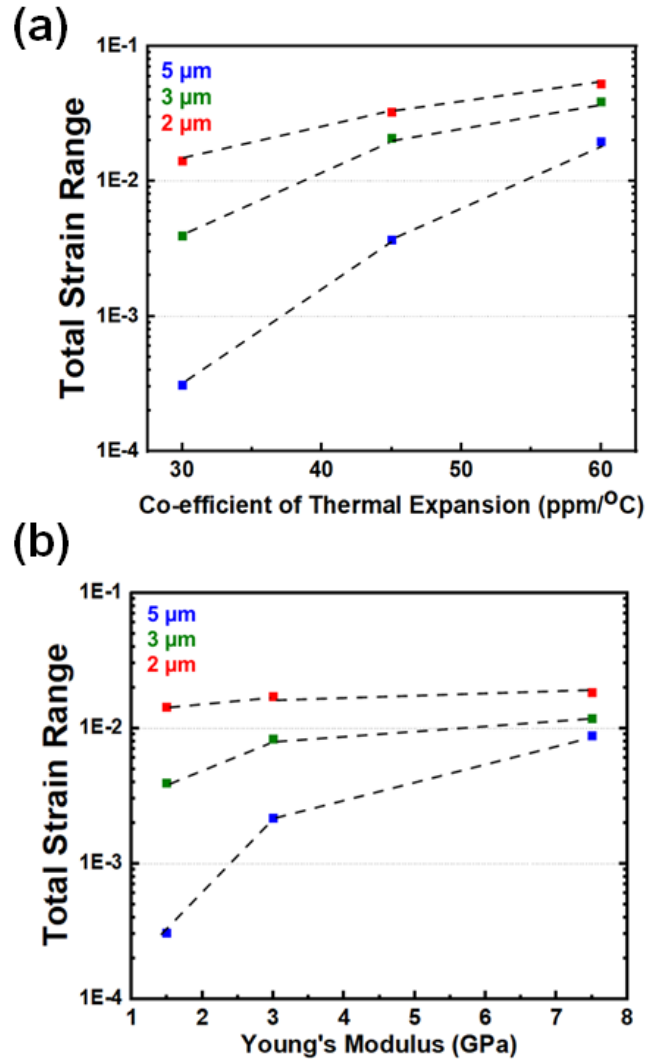 (a)
1E-1
5 µm
3 µm
2 µm
1E-2
1E-3
1E-4
Total Strain Range
30 40 50 60
Co-efficient of Thermal Expansion (ppm/°C)
(b)
1E-1
5 µm
3 µm
2 µm
1E-2
1E-3
1E-4
Total Strain Range
1 2 3 4 5 6 7 8
Young's Modulus (GPa)